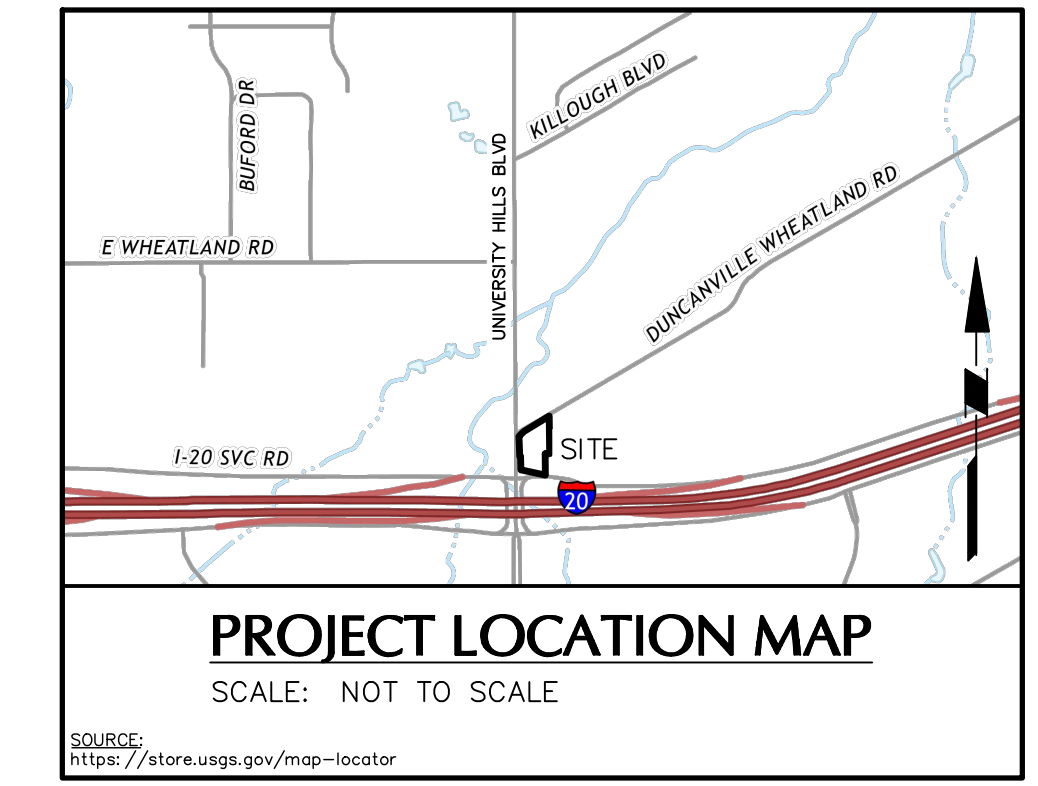 KILLOUGH BLVD
BUFORD DR
UNIVERSITY HILLS BLVD
DUNCANVILLE WHEATLAND RD
E WHEATLAND RD
SITE
I-20 SVC RD
20
PROJECT LOCATION MAP
SCALE: NOT TO SCALE
SOURCE:
https://store.usgs.gov/map-locator